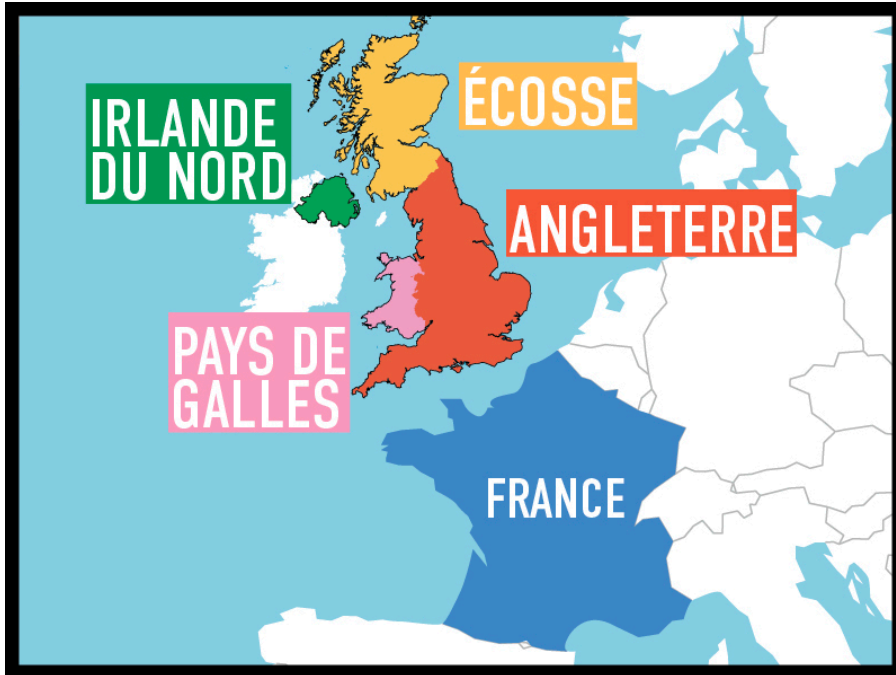 ÉCOSSE
IRLANDE
DU NORD
ANGLETERRE
PAYS DE
GALLES
FRANCE